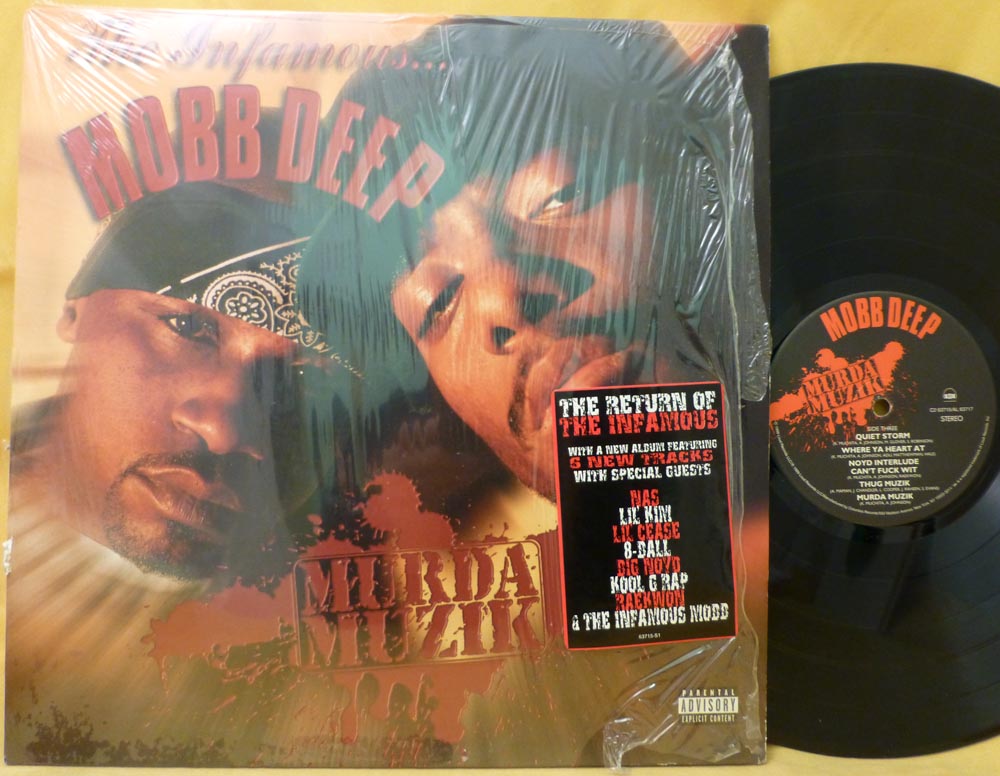 The Infamous...
MOBB DEEP
MURDA
MUZIK
THE RETURN OF
THE INFAMOUS
WITH A NEW ALBUM FEATURING
5 NEW TRACKS
WITH SPECIAL GUESTS
NAS
LIL KIM
LIL CEASE
8-BALL
BIG NOYD
KOOL G RAP
RAEKWON
& THE INFAMOUS MOBB
63715-S1
PARENTAL
ADVISORY
EXPLICIT CONTENT
MOBB DEEP
MURDA
MUZIK
STEREO
SIDE THREE
QUIET STORM
WHERE YA HEART AT
NOYD INTERLUDE
CAN'T FUCK WIT
THUG MUZIK
MURDA MUZIK